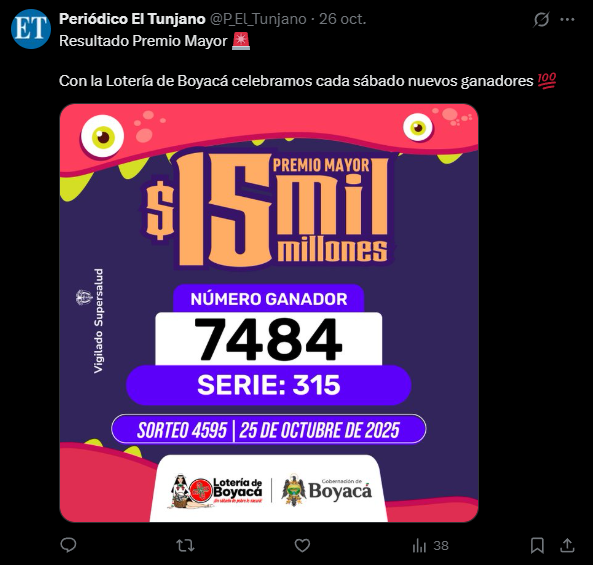 Periódico El Tunjano @P_El_Tunjano · 26 oct.
Resultado Premio Mayor 🚨
Con la Lotería de Boyacá celebramos cada sábado nuevos ganadores 💯
PREMIO MAYOR
$15 mil
millones
NÚMERO GANADOR
7484
SERIE: 315
SORTEO 4595 | 25 DE OCTUBRE DE 2025
Vigilado Supersalud
Lotería de
Boyacá
Gobernación de
Boyacá
38